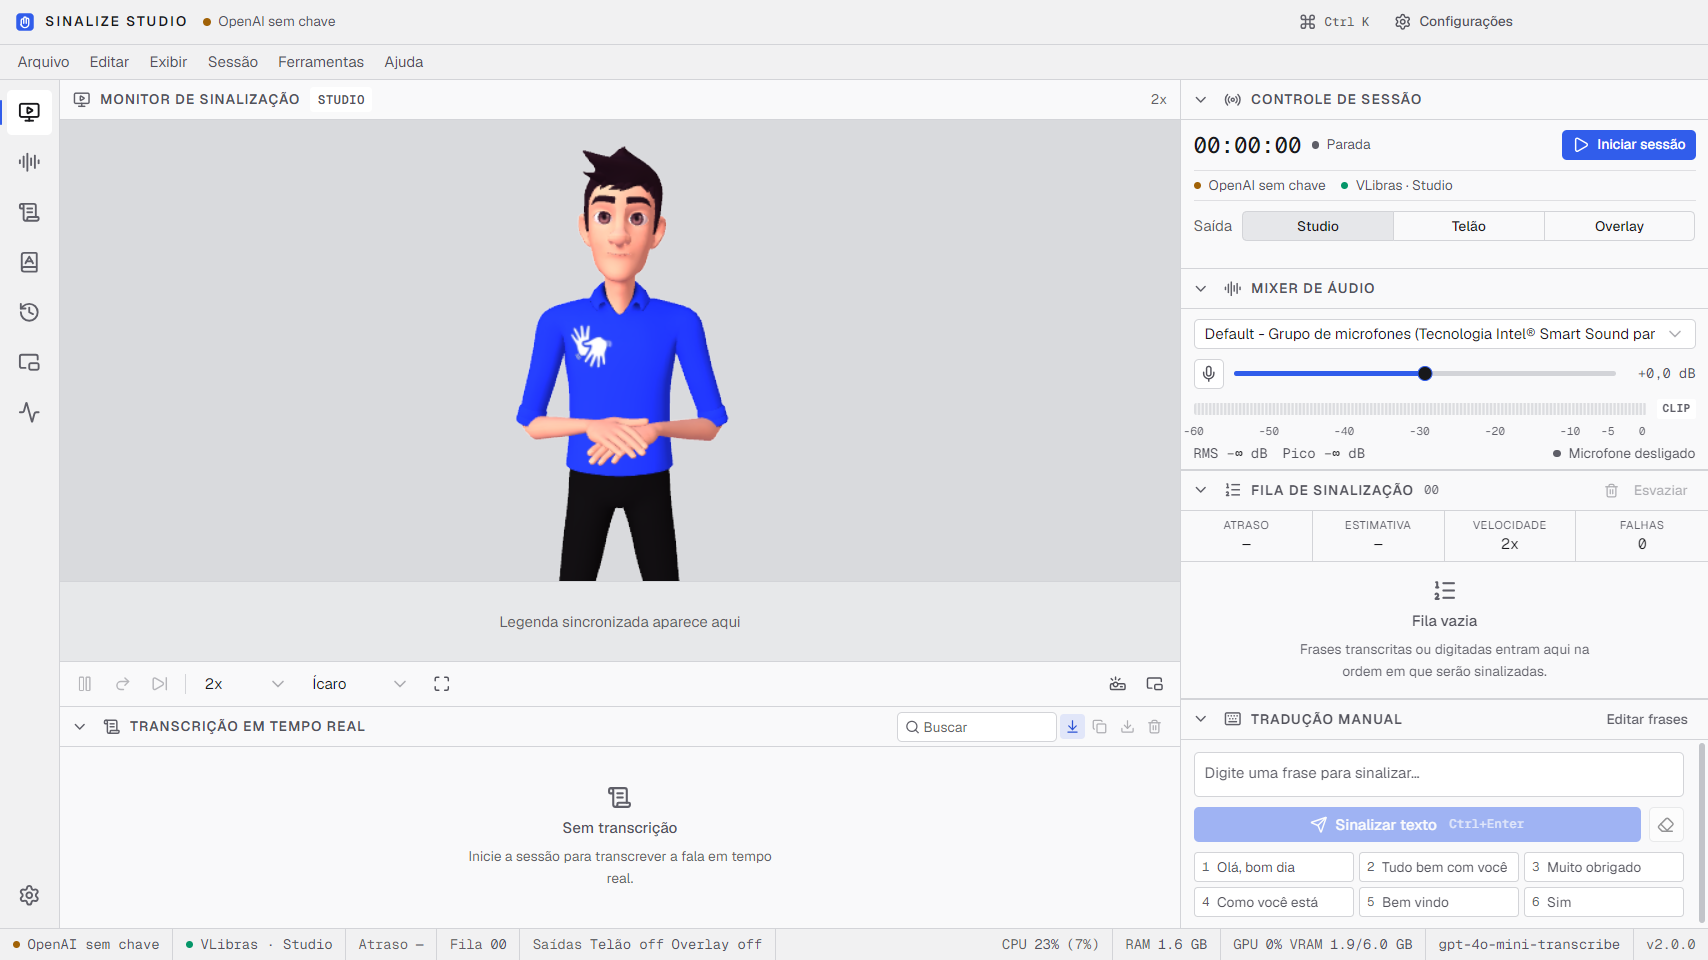 SINALIZE STUDIO
OpenAI sem chave
Ctrl K
Configurações
Arquivo
Editar
Exibir
Sessão
Ferramentas
Ajuda
MONITOR DE SINALIZAÇÃO
STUDIO
2x
Legenda sincronizada aparece aqui
2x
Ícaro
TRANSCRIÇÃO EM TEMPO REAL
Buscar
Sem transcrição
Inicie a sessão para transcrever a fala em tempo
real.
CONTROLE DE SESSÃO
00:00:00
Parada
Iniciar sessão
OpenAI sem chave
VLibras · Studio
Saída
Studio
Telão
Overlay
MIXER DE ÁUDIO
Default - Grupo de microfones (Tecnologia Intel® Smart Sound par
+0,0 dB
CLIP
-60 -50 -40 -30 -20 -10 -5 0
RMS -∞ dB Pico -∞ dB
Microfone desligado
FILA DE SINALIZAÇÃO 00
Esvaziar
ATRASO
–
ESTIMATIVA
–
VELOCIDADE
2x
FALHAS
0
Fila vazia
Frases transcritas ou digitadas entram aqui na
ordem em que serão sinalizadas.
TRADUÇÃO MANUAL
Editar frases
Digite uma frase para sinalizar…
Sinalizar texto Ctrl+Enter
1 Olá, bom dia
2 Tudo bem com você
3 Muito obrigado
4 Como você está
5 Bem vindo
6 Sim
OpenAI sem chave
VLibras · Studio
Atraso –
Fila 00
Saídas Telão off Overlay off
CPU 23% (7%)
RAM 1.6 GB
GPU 0% VRAM 1.9/6.0 GB
gpt-4o-mini-transcribe
v2.0.0